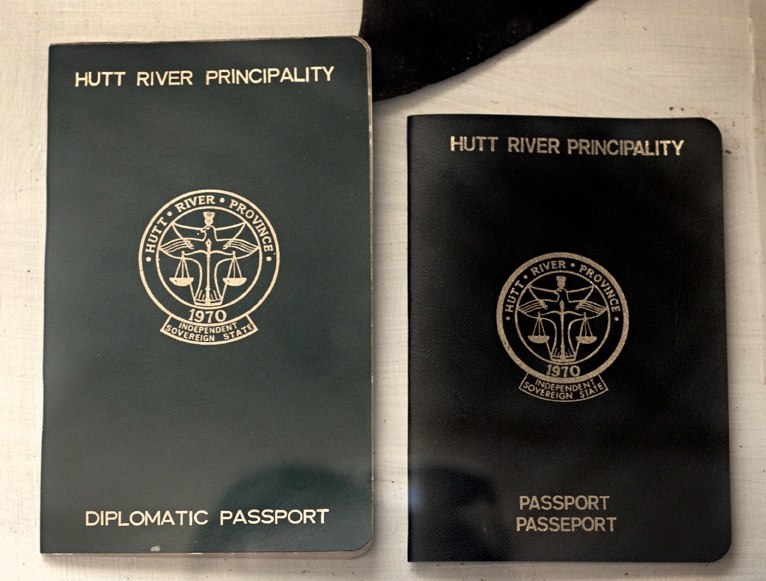 HUTT RIVER PRINCIPALITY
HUTT • RIVER • PROVINCE
1970
INDEPENDENT
SOVEREIGN STATE
DIPLOMATIC PASSPORT
HUTT RIVER PRINCIPALITY
HUTT • RIVER • PROVINCE
1970
INDEPENDENT
SOVEREIGN STATE
PASSPORT
PASSEPORT